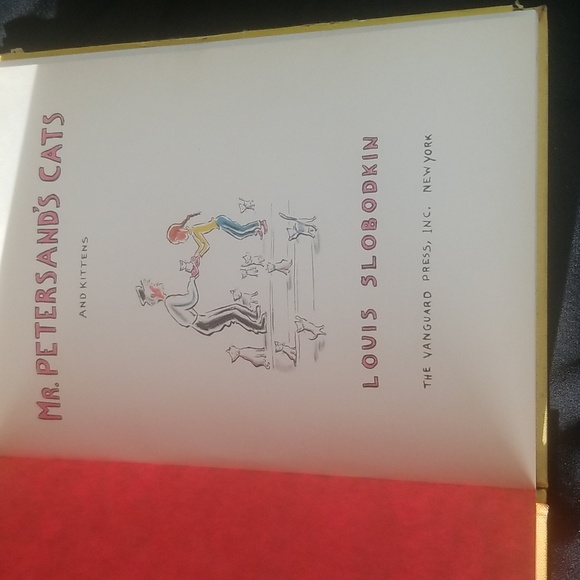 MR. PETERSAND'S CATS
AND KITTENS
LOUIS SLOBODKIN
THE VANGUARD PRESS, INC. NEW YORK